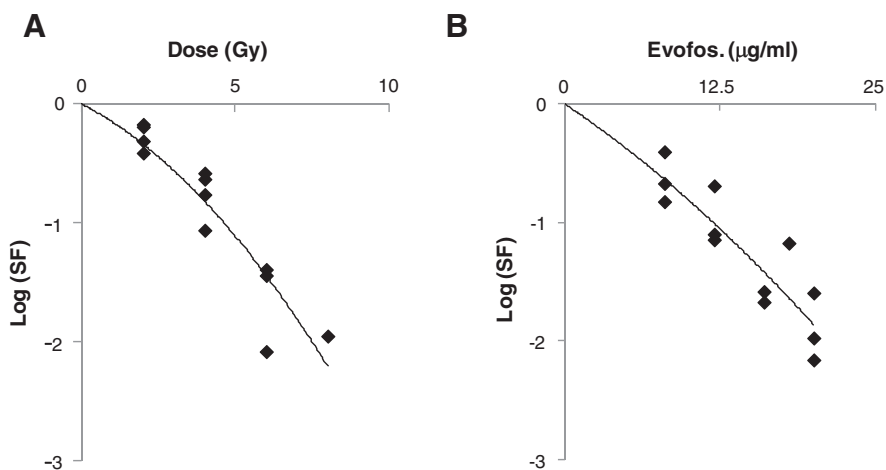 A
Dose (Gy)
0 5 10
0
−1
−2
−3
Log (SF)
B
Evofos. (μg/ml)
0 12.5 25
0
-1
-2
-3
Log (SF)